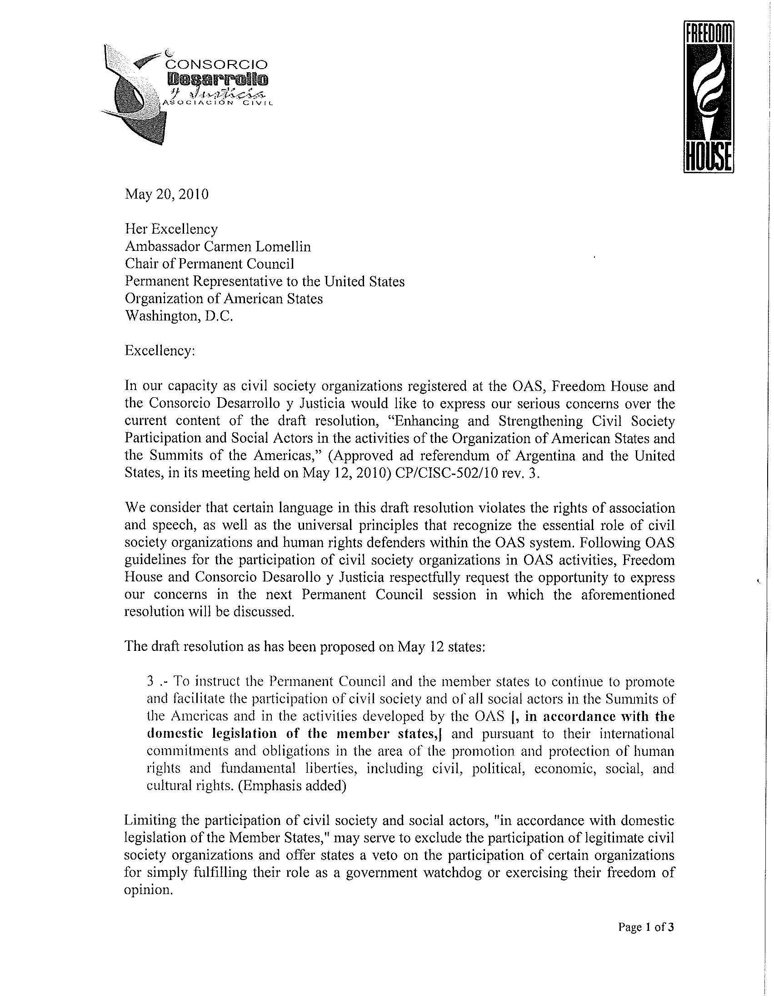 CONSORCIO
Desarrollo
y Justicia
ASOCIACIÓN CIVIL
FREEDOM
HOUSE
May 20, 2010
Her Excellency
Ambassador Carmen Lomellin
Chair of Permanent Council
Permanent Representative to the United States
Organization of American States
Washington, D.C.
Excellency:
In our capacity as civil society organizations registered at the OAS, Freedom House and
the Consorcio Desarrollo y Justicia would like to express our serious concerns over the
current content of the draft resolution, “Enhancing and Strengthening Civil Society
Participation and Social Actors in the activities of the Organization of American States and
the Summits of the Americas,” (Approved ad referendum of Argentina and the United
States, in its meeting held on May 12, 2010) CP/CISC-502/10 rev. 3.
We consider that certain language in this draft resolution violates the rights of association
and speech, as well as the universal principles that recognize the essential role of civil
society organizations and human rights defenders within the OAS system. Following OAS
guidelines for the participation of civil society organizations in OAS activities, Freedom
House and Consorcio Desarollo y Justicia respectfully request the opportunity to express
our concerns in the next Permanent Council session in which the aforementioned
resolution will be discussed.
The draft resolution as has been proposed on May 12 states:
3 .- To instruct the Permanent Council and the member states to continue to promote
and facilitate the participation of civil society and of all social actors in the Summits of
the Americas and in the activities developed by the OAS [, in accordance with the
domestic legislation of the member states,] and pursuant to their international
commitments and obligations in the area of the promotion and protection of human
rights and fundamental liberties, including civil, political, economic, social, and
cultural rights. (Emphasis added)
Limiting the participation of civil society and social actors, "in accordance with domestic
legislation of the Member States," may serve to exclude the participation of legitimate civil
society organizations and offer states a veto on the participation of certain organizations
for simply fulfilling their role as a government watchdog or exercising their freedom of
opinion.
Page 1 of 3